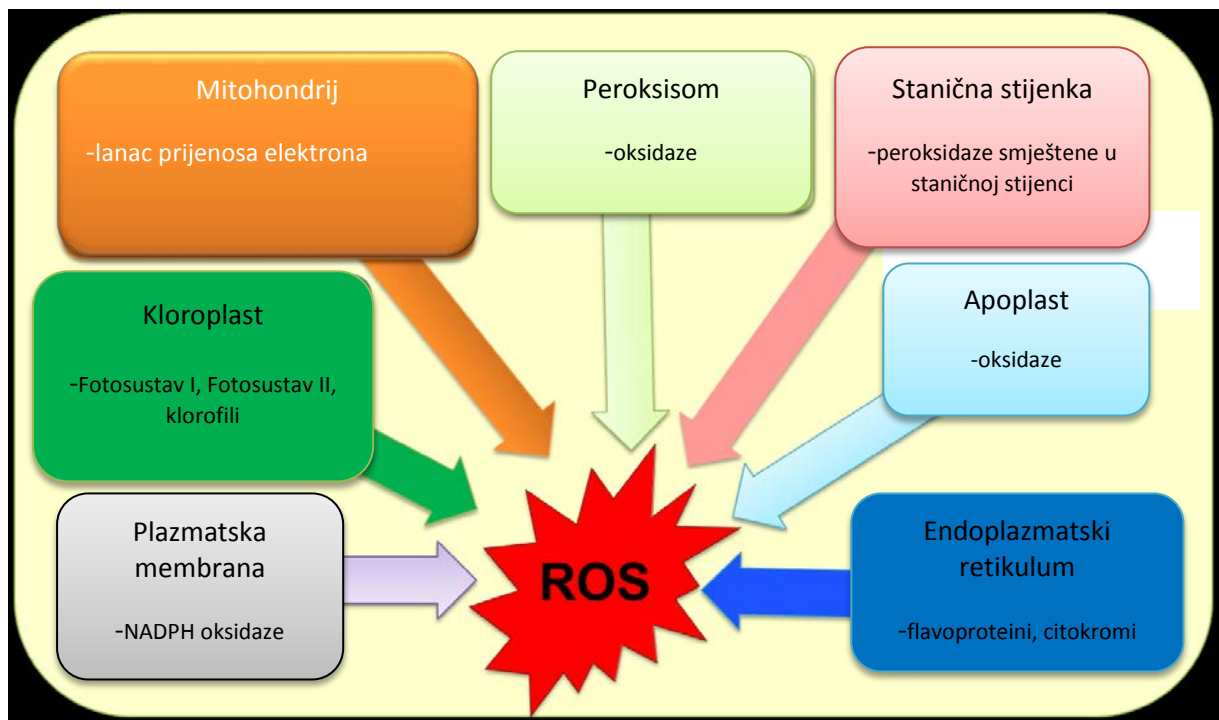 Mitohondrij
-lanac prijenosa elektrona
Peroksisom
-oksidaze
Stanična stijenka
-peroksidaze smještene u
staničnoj stijenci
Kloroplast
-Fotosustav I, Fotosustav II,
klorofili
Apoplast
-oksidaze
Plazmatska
membrana
-NADPH oksidaze
ROS
Endoplazmatski
retikulum
-flavoproteini, citokromi